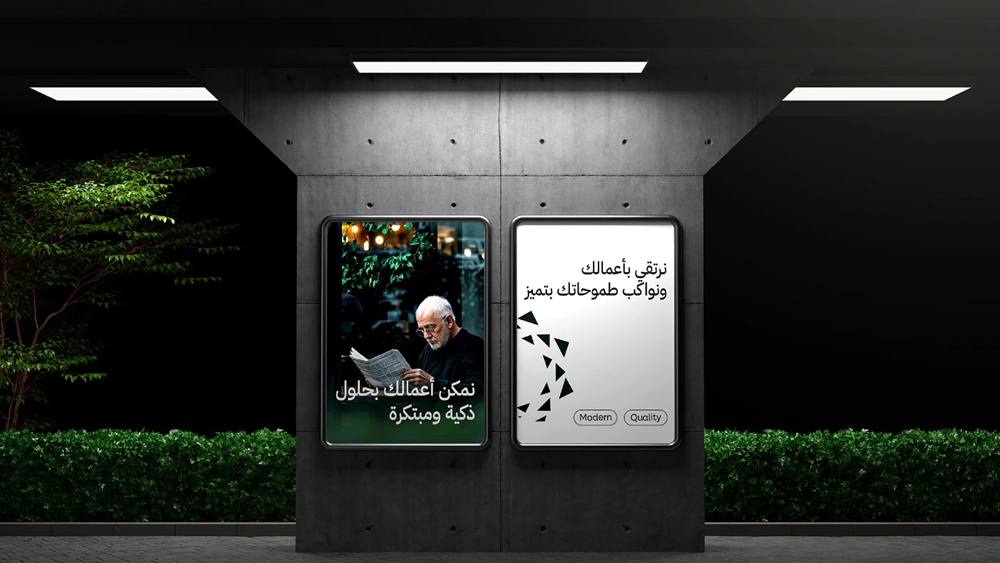 نمكن أعمالك بحلول
ذكية ومبتكرة
نرتقي بأعمالك
ونواكب طموحاتك بتميز
Modern
Quality